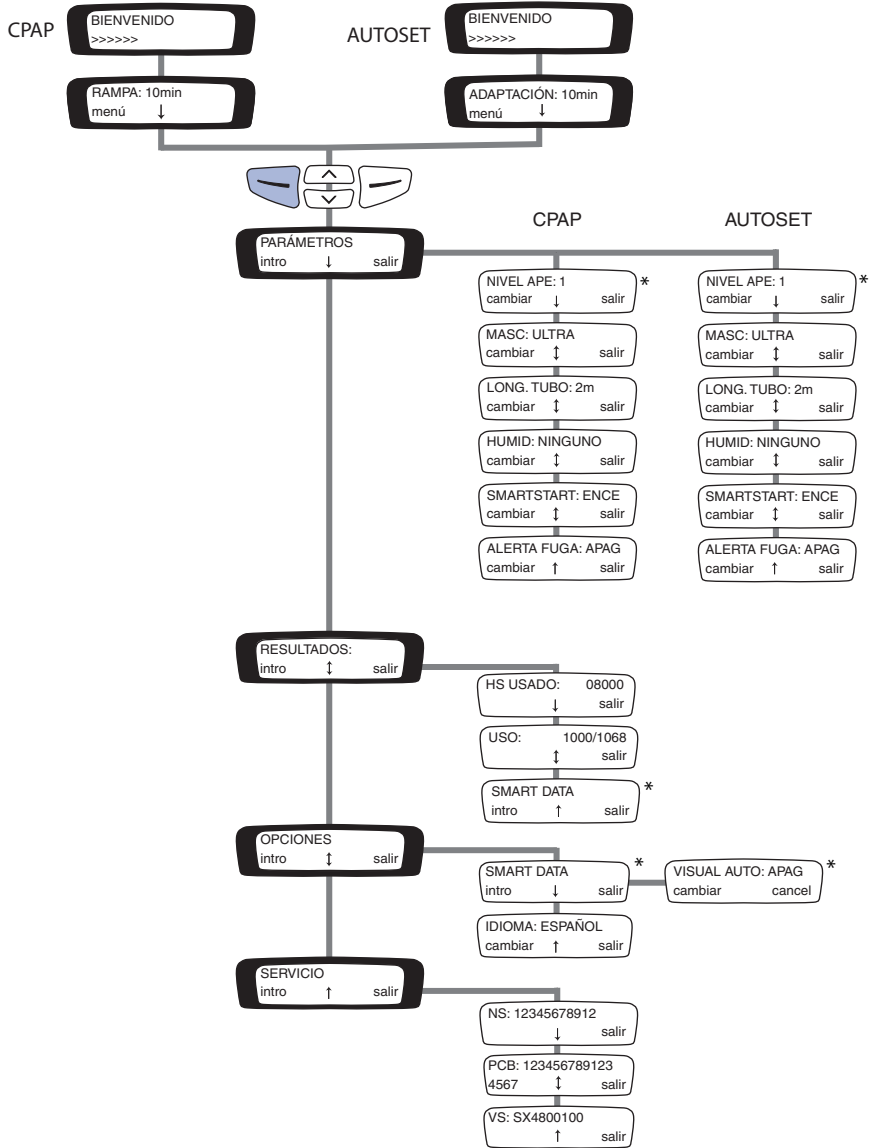 CPAP
BIENVENIDO
>>>>>>
AUTOSET
BIENVENIDO
>>>>>>
RAMPA: 10min
menú ↓
ADAPTACIÓN: 10min
menú ↓
CPAP
AUTOSET
PARÁMETROS
intro ↓ salir
NIVEL APE: 1 *
cambiar ↓ salir
MASC: ULTRA
cambiar ↕ salir
LONG. TUBO: 2m
cambiar ↕ salir
HUMID: NINGUNO
cambiar ↕ salir
SMARTSTART: ENCE
cambiar ↕ salir
ALERTA FUGA: APAG
cambiar ↑ salir
NIVEL APE: 1 *
cambiar ↓ salir
MASC: ULTRA
cambiar ↕ salir
LONG. TUBO: 2m
cambiar ↕ salir
HUMID: NINGUNO
cambiar ↕ salir
SMARTSTART: ENCE
cambiar ↕ salir
ALERTA FUGA: APAG
cambiar ↑ salir
RESULTADOS:
intro ↕ salir
HS USADO: 08000
↓ salir
USO: 1000/1068
↕ salir
SMART DATA *
intro ↑ salir
OPCIONES
intro ↕ salir
SMART DATA *
intro ↓ salir
VISUAL AUTO: APAG *
cambiar cancel
IDIOMA: ESPAÑOL
cambiar ↑ salir
SERVICIO
intro ↑ salir
NS: 12345678912
↓ salir
PCB: 123456789123
4567 ↕ salir
VS: SX4800100
↑ salir